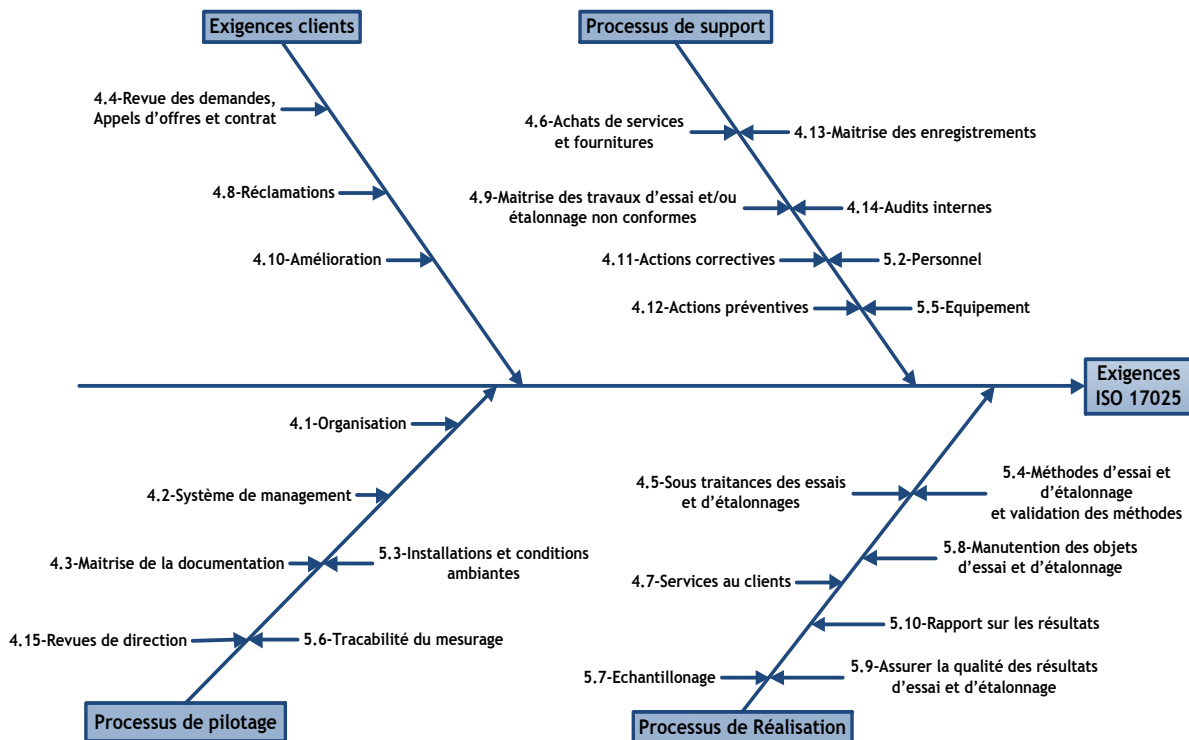 Exigences clients
Processus de support
4.4-Revue des demandes,
Appels d'offres et contrat
4.8-Réclamations
4.10-Amélioration
4.6-Achats de services
et fournitures
4.13-Maitrise des enregistrements
4.9-Maitrise des travaux d'essai et/ou
étalonnage non conformes
4.14-Audits internes
4.11-Actions correctives
5.2-Personnel
4.12-Actions préventives
5.5-Equipement
Exigences
ISO 17025
4.1-Organisation
4.2-Système de management
4.3-Maitrise de la documentation
5.3-Installations et conditions
ambiantes
4.15-Revues de direction
5.6-Tracabilité du mesurage
4.5-Sous traitances des essais
et d'étalonnages
5.4-Méthodes d'essai et
d'étalonnage
et validation des méthodes
5.8-Manutention des objets
d'essai et d'étalonnage
4.7-Services au clients
5.10-Rapport sur les résultats
5.7-Echantillonage
5.9-Assurer la qualité des résultats
d'essai et d'étalonnage
Processus de pilotage
Processus de Réalisation